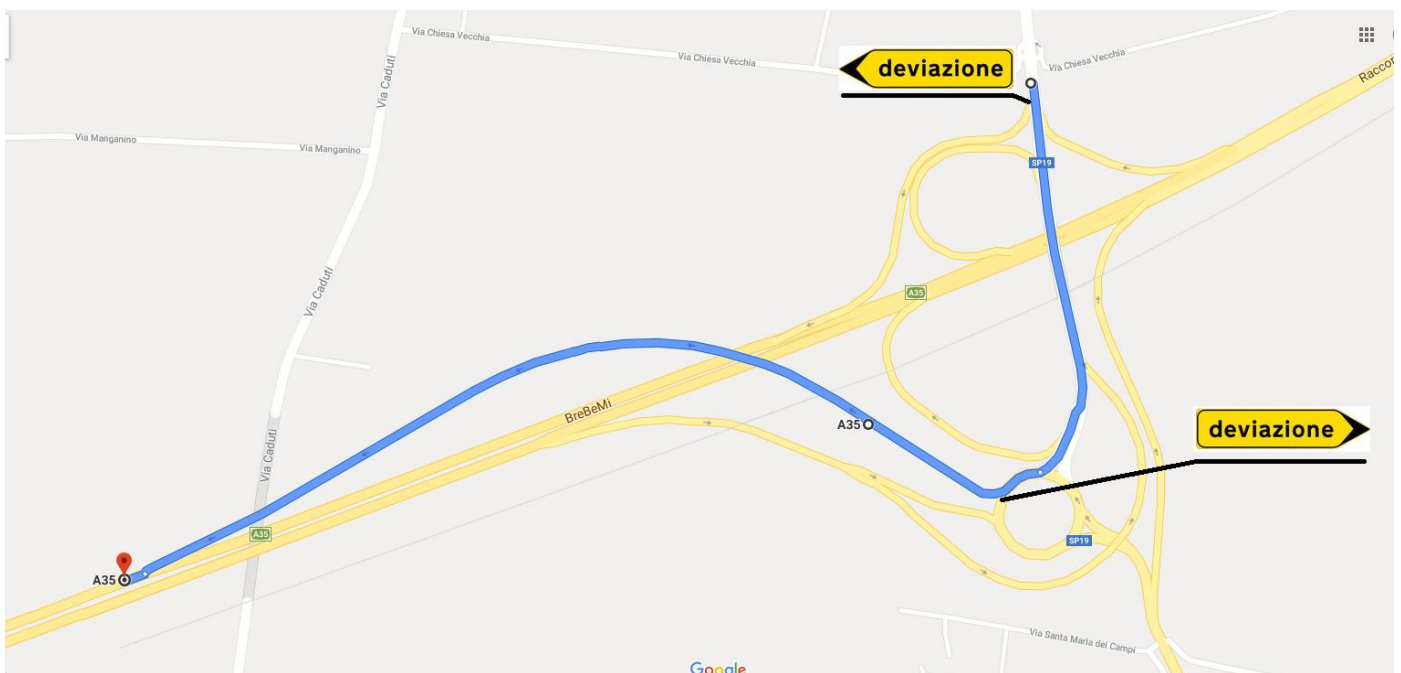 Via Chiesa Vecchia
Via Chiesa Vecchia
deviazione
Via Chiesa Vecchia
Raccor
Via Caduti
Via Manganino
Via Manganino
SP19
Via Caduti
A35
BreBeMi
A35
deviazione
Via Caduti
A35
SP19
A35
Via Santa Maria dei Campi
Google